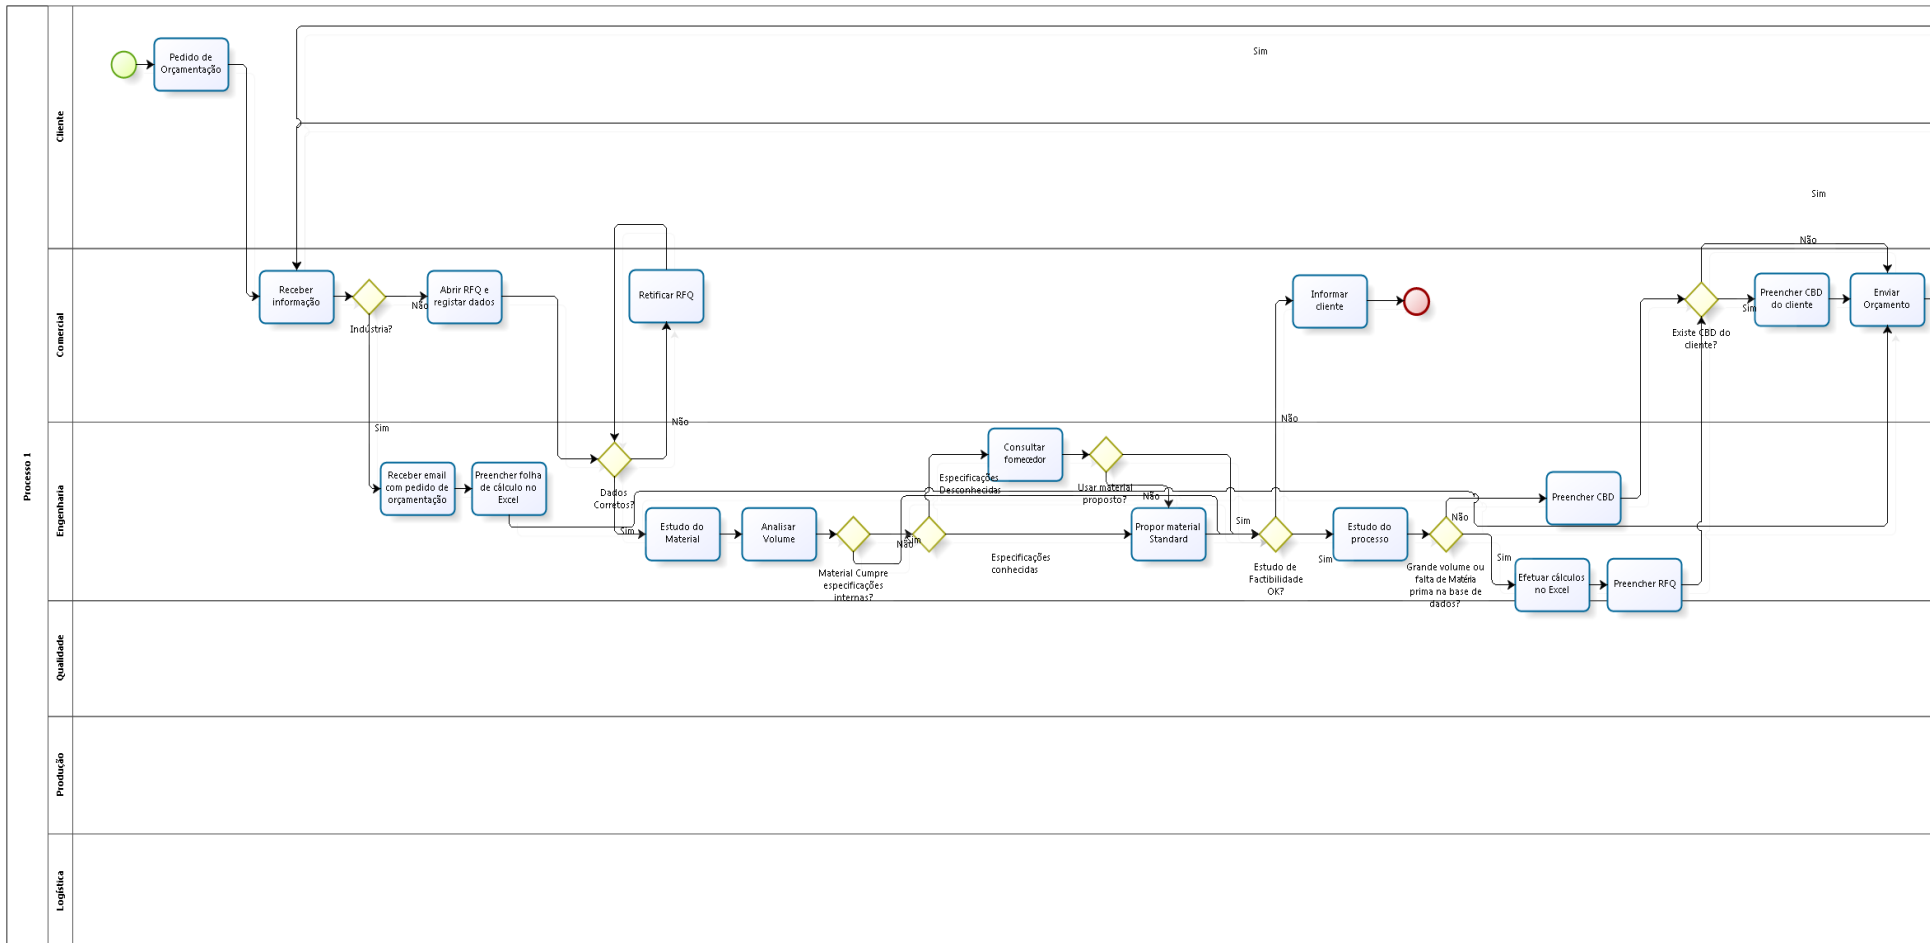 Processo 1
Cliente
Pedido de
Orçamentação
Sim
Sim
Comercial
Receber
informação
Indústria?
Não
Abrir RFQ e
registar dados
Retificar RFQ
Não
Informar
cliente
Não
Existe CBD do
cliente?
Sim
Preencher CBD
do cliente
Não
Enviar
Orçamento
Engenharia
Sim
Receber email
com pedido de
orçamentação
Preencher folha
de cálculo no
Excel
Dados
Corretos?
Sim
Estudo do
Material
Analisar
Volume
Material Cumpre
especificações
internas?
Não
Sim
Especificações
Desconhecidas
Consultar
fornecedor
Usar material
proposto?
Não
Especificações
conhecidas
Propor material
Standard
Sim
Estudo de
Factibilidade
OK?
Sim
Estudo do
processo
Grande volume ou
falta de Matéria
prima na base de
dados?
Não
Preencher CBD
Sim
Efetuar cálculos
no Excel
Preencher RFQ
Qualidade
Produção
Logística